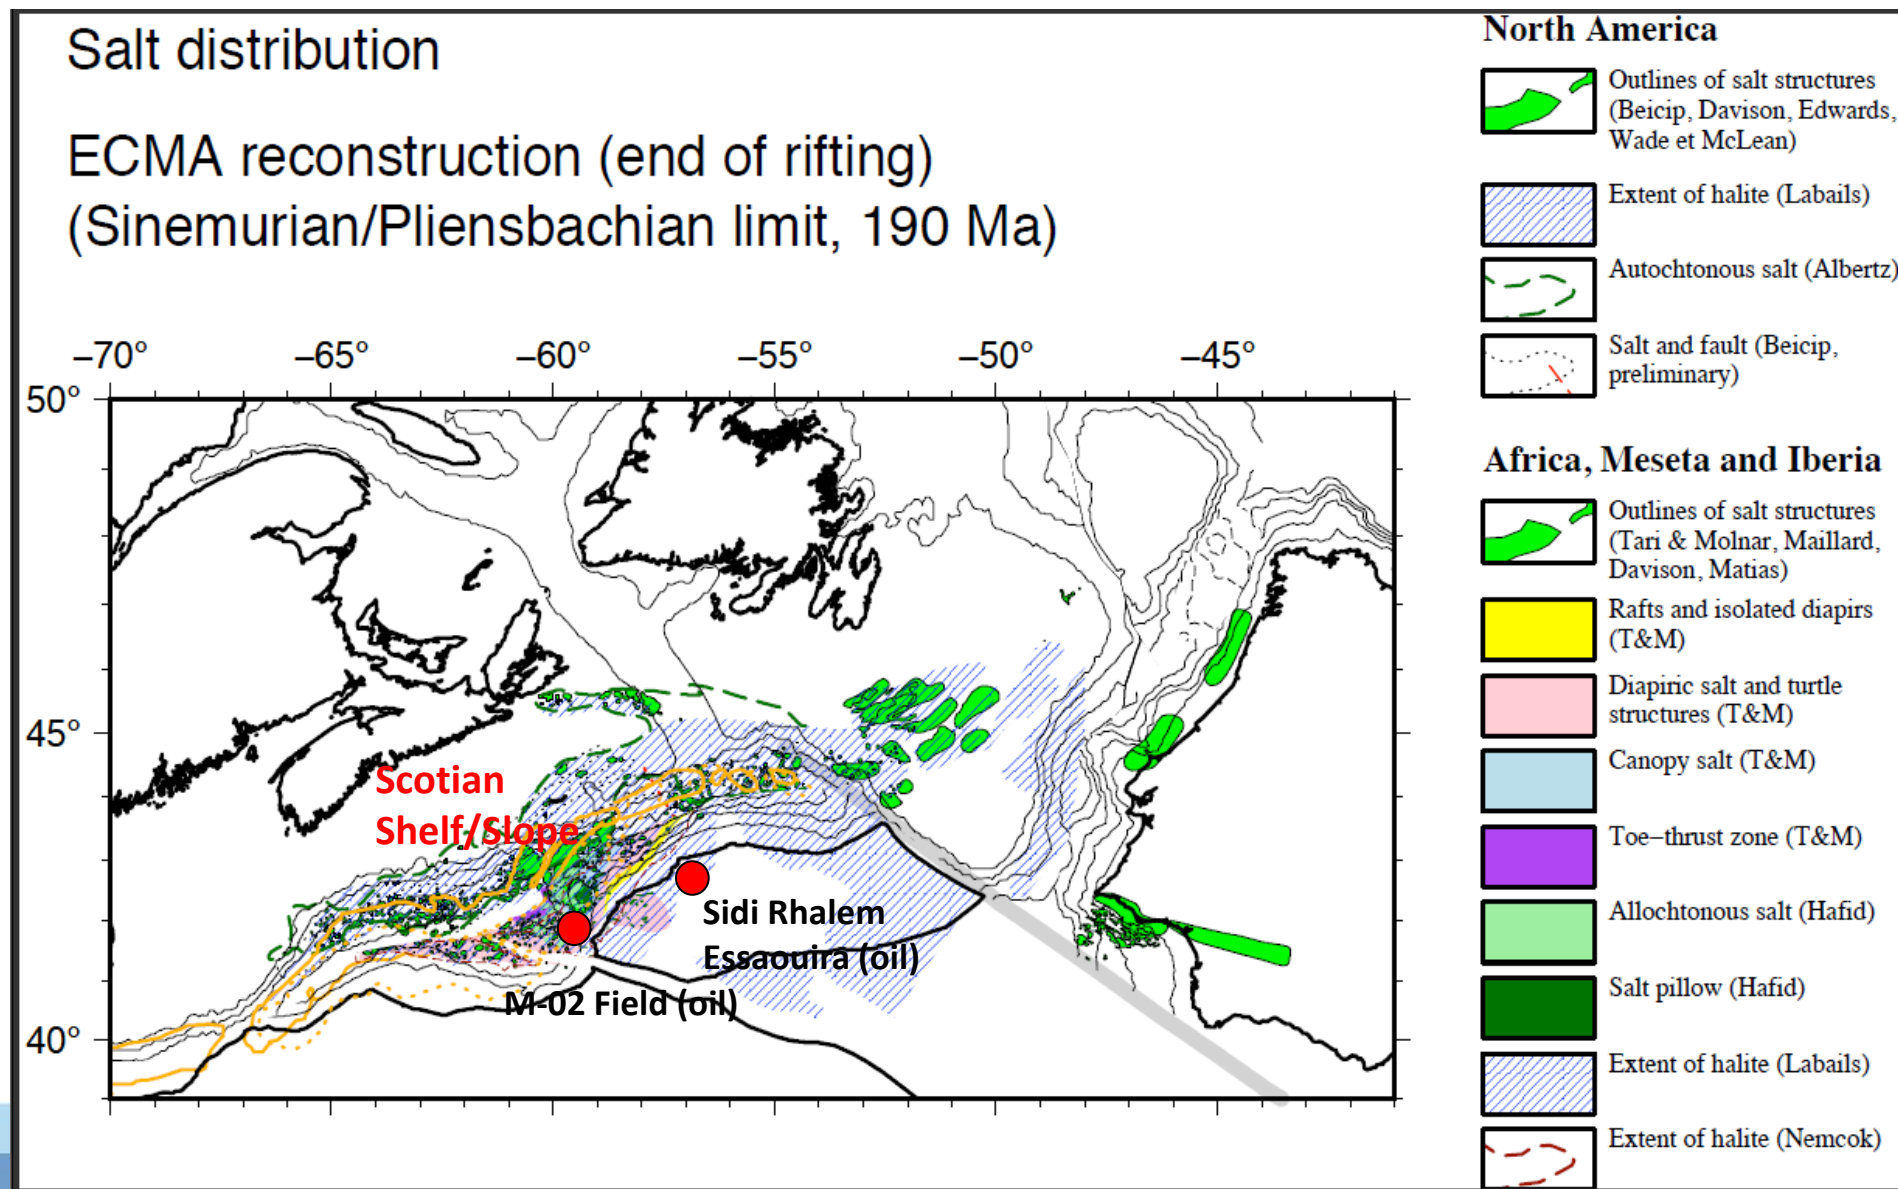 Salt distribution
ECMA reconstruction (end of rifting)
(Sinemurian/Pliensbachian limit, 190 Ma)
−70° −65° −60° −55° −50° −45°
50°
45°
40°
Scotian
Shelf/Slope
Sidi Rhalem
Essaouira (oil)
M-02 Field (oil)
North America
Outlines of salt structures
(Beicip, Davison, Edwards,
Wade et McLean)
Extent of halite (Labails)
Autochtonous salt (Albertz)
Salt and fault (Beicip,
preliminary)
Africa, Meseta and Iberia
Outlines of salt structures
(Tari & Molnar, Maillard,
Davison, Matias)
Rafts and isolated diapirs
(T&M)
Diapiric salt and turtle
structures (T&M)
Canopy salt (T&M)
Toe−thrust zone (T&M)
Allochtonous salt (Hafid)
Salt pillow (Hafid)
Extent of halite (Labails)
Extent of halite (Nemcok)